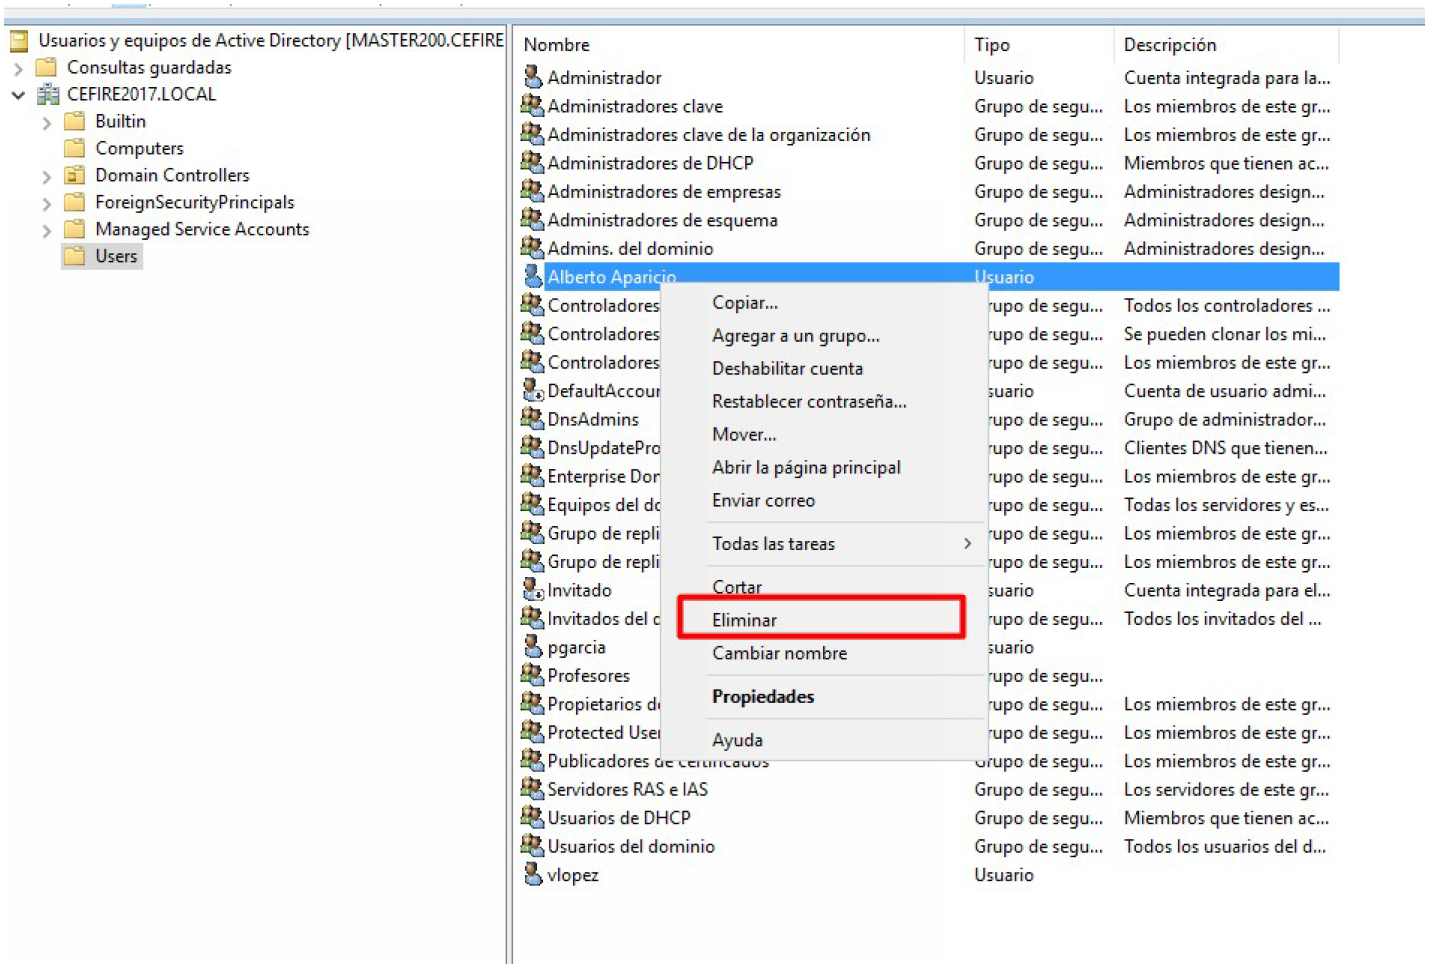 Usuarios y equipos de Active Directory [MASTER200.CEFIRE
Consultas guardadas
CEFIRE2017.LOCAL
Builtin
Computers
Domain Controllers
ForeignSecurityPrincipals
Managed Service Accounts
Users
Nombre Tipo Descripción
Administrador Usuario Cuenta integrada para la...
Administradores clave Grupo de segu... Los miembros de este gr...
Administradores clave de la organización Grupo de segu... Los miembros de este gr...
Administradores de DHCP Grupo de segu... Miembros que tienen ac...
Administradores de empresas Grupo de segu... Administradores design...
Administradores de esquema Grupo de segu... Administradores design...
Admins. del dominio Grupo de segu... Administradores design...
Alberto Aparicio Usuario
Controladores rupo de segu... Todos los controladores ...
Controladores rupo de segu... Se pueden clonar los mi...
Controladores rupo de segu... Los miembros de este gr...
DefaultAccour suario Cuenta de usuario admi...
DnsAdmins rupo de segu... Grupo de administrador...
DnsUpdatePro rupo de segu... Clientes DNS que tienen...
Enterprise Dor rupo de segu... Los miembros de este gr...
Equipos del do rupo de segu... Todas los servidores y es...
Grupo de repli rupo de segu... Los miembros de este gr...
Grupo de repli rupo de segu... Los miembros de este gr...
Invitado suario Cuenta integrada para el...
Invitados del d rupo de segu... Todos los invitados del ...
pgarcia suario
Profesores rupo de segu...
Propietarios de rupo de segu... Los miembros de este gr...
Protected User rupo de segu... Los miembros de este gr...
Publicadores de certificados Grupo de segu... Los miembros de este gr...
Servidores RAS e IAS Grupo de segu... Los servidores de este gr...
Usuarios de DHCP Grupo de segu... Miembros que tienen ac...
Usuarios del dominio Grupo de segu... Todos los usuarios del d...
vlopez Usuario
Copiar...
Agregar a un grupo...
Deshabilitar cuenta
Restablecer contraseña...
Mover...
Abrir la página principal
Enviar correo
Todas las tareas
Cortar
Eliminar
Cambiar nombre
Propiedades
Ayuda